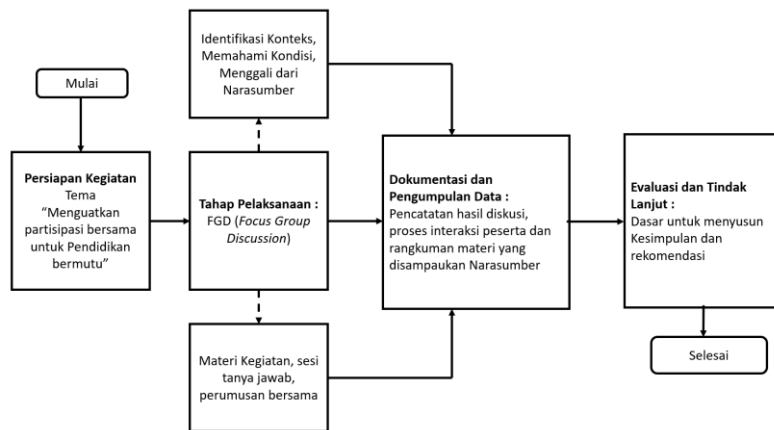 Mulai
Persiapan Kegiatan
Tema
“Menguatkan
partisipasi bersama
untuk Pendidikan
bermutu”
Identifikasi Konteks,
Memahami Kondisi,
Menggali dari
Narasumber
Tahap Pelaksanaan :
FGD (Focus Group
Discussion)
Materi Kegiatan, sesi
tanya jawab,
perumusan bersama
Dokumentasi dan
Pengumpulan Data :
Pencatatan hasil diskusi,
proses interaksi peserta dan
rangkuman materi yang
disampaukan Narasumber
Evaluasi dan Tindak
Lanjut :
Dasar untuk menyusun
Kesimpulan dan
rekomendasi
Selesai